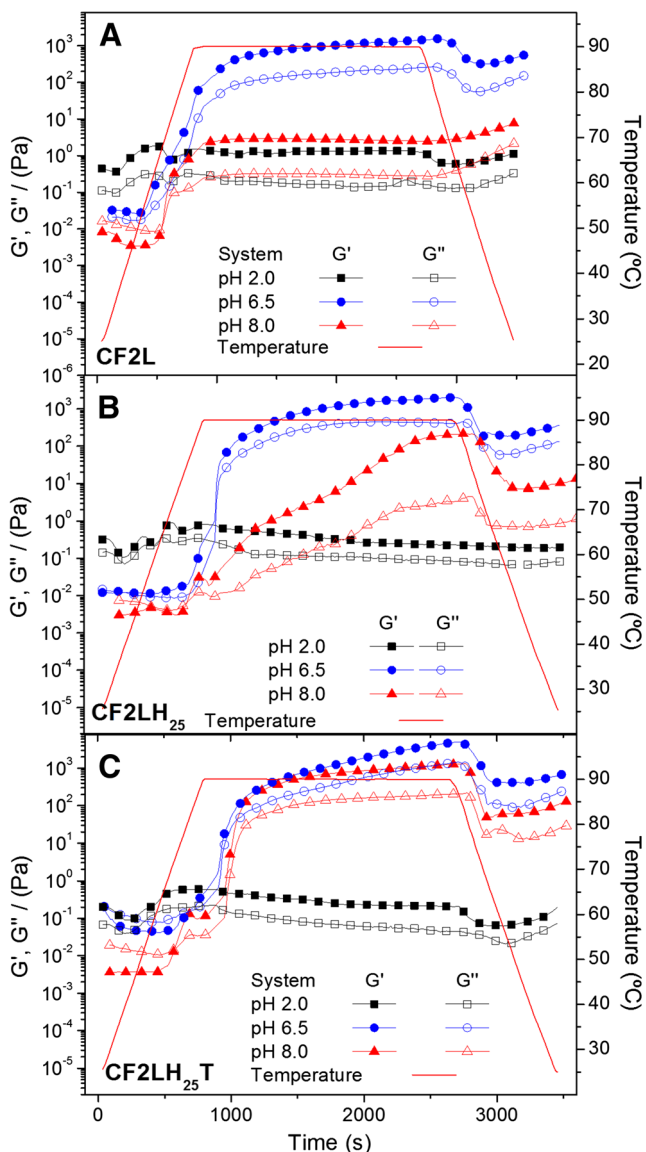 A
10³
10²
10¹
10⁰
10⁻¹
10⁻²
10⁻³
10⁻⁴
10⁻⁵
10⁻⁶
G', G'' / (Pa)
90
80
70
60
50
40
30
20
Temperature (ºC)
System G' G"
pH 2.0
pH 6.5
pH 8.0
Temperature
CF2L
B
10³
10²
10¹
10⁰
10⁻¹
10⁻²
10⁻³
10⁻⁴
10⁻⁵
G', G'' / (Pa)
90
80
70
60
50
40
30
Temperature (ºC)
G' G"
pH 2.0
pH 6.5
pH 8.0
CF2LH₂₅ Temperature
C
10³
10²
10¹
10⁰
10⁻¹
10⁻²
10⁻³
10⁻⁴
10⁻⁵
G', G'' / (Pa)
90
80
70
60
50
40
30
Temperature (ºC)
System G' G"
pH 2.0
pH 6.5
pH 8.0
Temperature
CF2LH₂₅T
0 1000 2000 3000
Time (s)